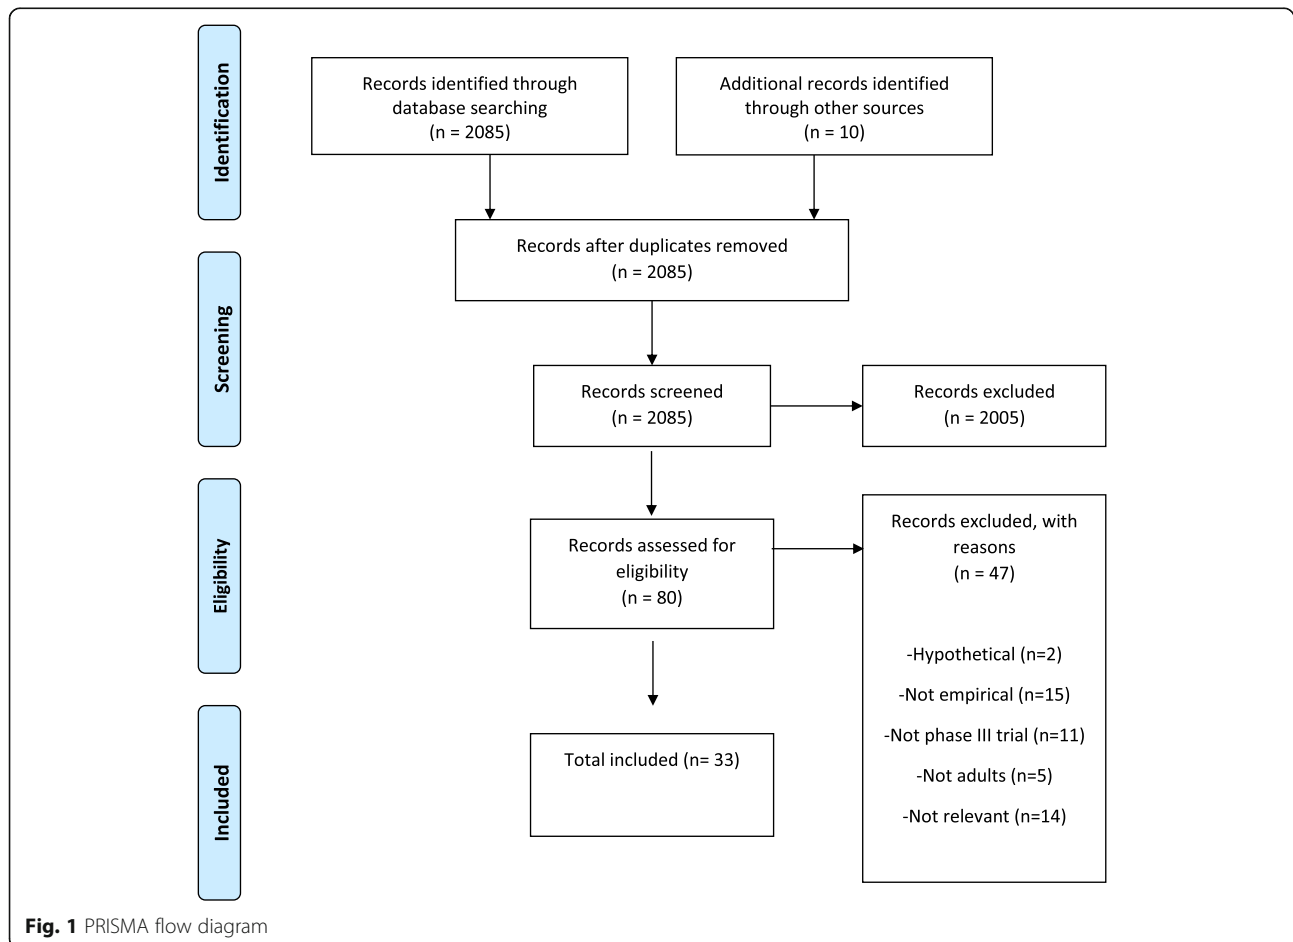 Identification
Records identified through
database searching
(n = 2085)
Additional records identified
through other sources
(n = 10)
Records after duplicates removed
(n = 2085)
Screening
Records screened
(n = 2085)
Records excluded
(n = 2005)
Eligibility
Records assessed for
eligibility
(n = 80)
Records excluded, with
reasons
(n = 47)
-Hypothetical (n=2)
-Not empirical (n=15)
-Not phase III trial (n=11)
-Not adults (n=5)
-Not relevant (n=14)
Included
Total included (n= 33)
Fig. 1 PRISMA flow diagram